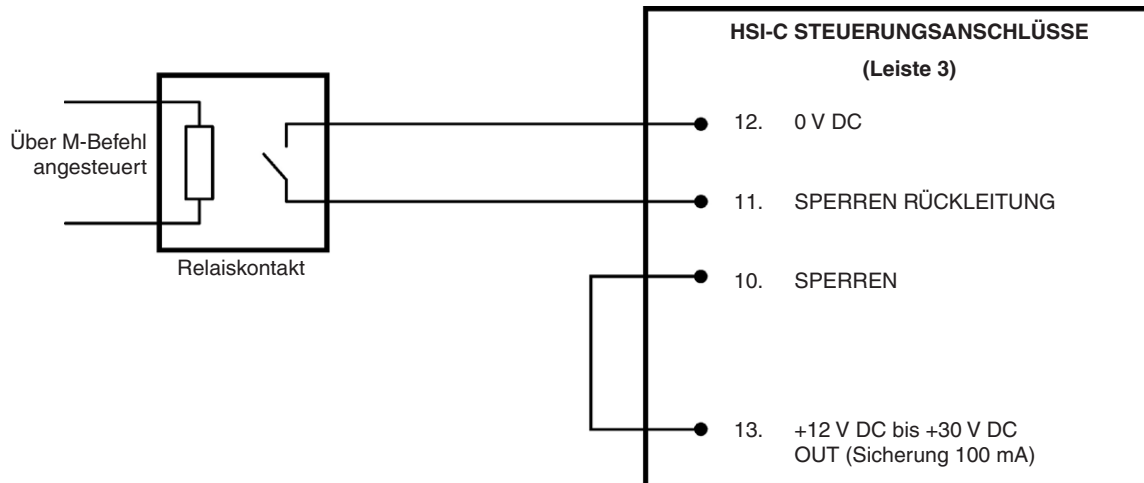 HSI-C STEUERUNGSANSCHLÜSSE
(Leiste 3)
Über M-Befehl
angesteuert
Relaiskontakt
12. 0 V DC
11. SPERREN RÜCKLEITUNG
10. SPERREN
13. +12 V DC bis +30 V DC
OUT (Sicherung 100 mA)